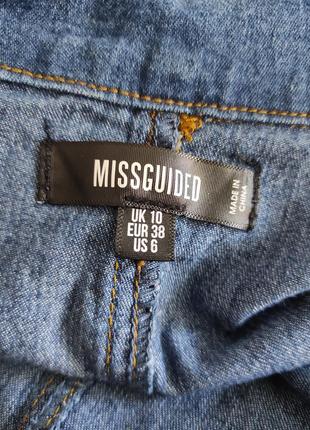 MISSGUIDED
MADE IN
CHINA
UK 10
EUR 38
US 6